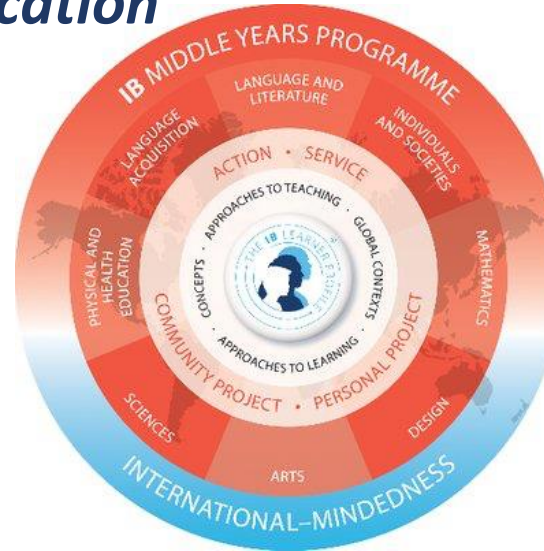 cation
IB MIDDLE YEARS PROGRAMME
LANGUAGE AND
LITERATURE
LANGUAGE
ACQUISITION
INDIVIDUALS
AND SOCIETIES
PHYSICAL AND
HEALTH
EDUCATION
MATHEMATICS
SCIENCES
DESIGN
ARTS
ACTION • SERVICE
COMMUNITY PROJECT • PERSONAL PROJECT
APPROACHES TO TEACHING • GLOBAL CONTEXTS •
APPROACHES TO LEARNING • CONCEPTS •
THE IB LEARNER PROFILE
INTERNATIONAL–MINDEDNESS